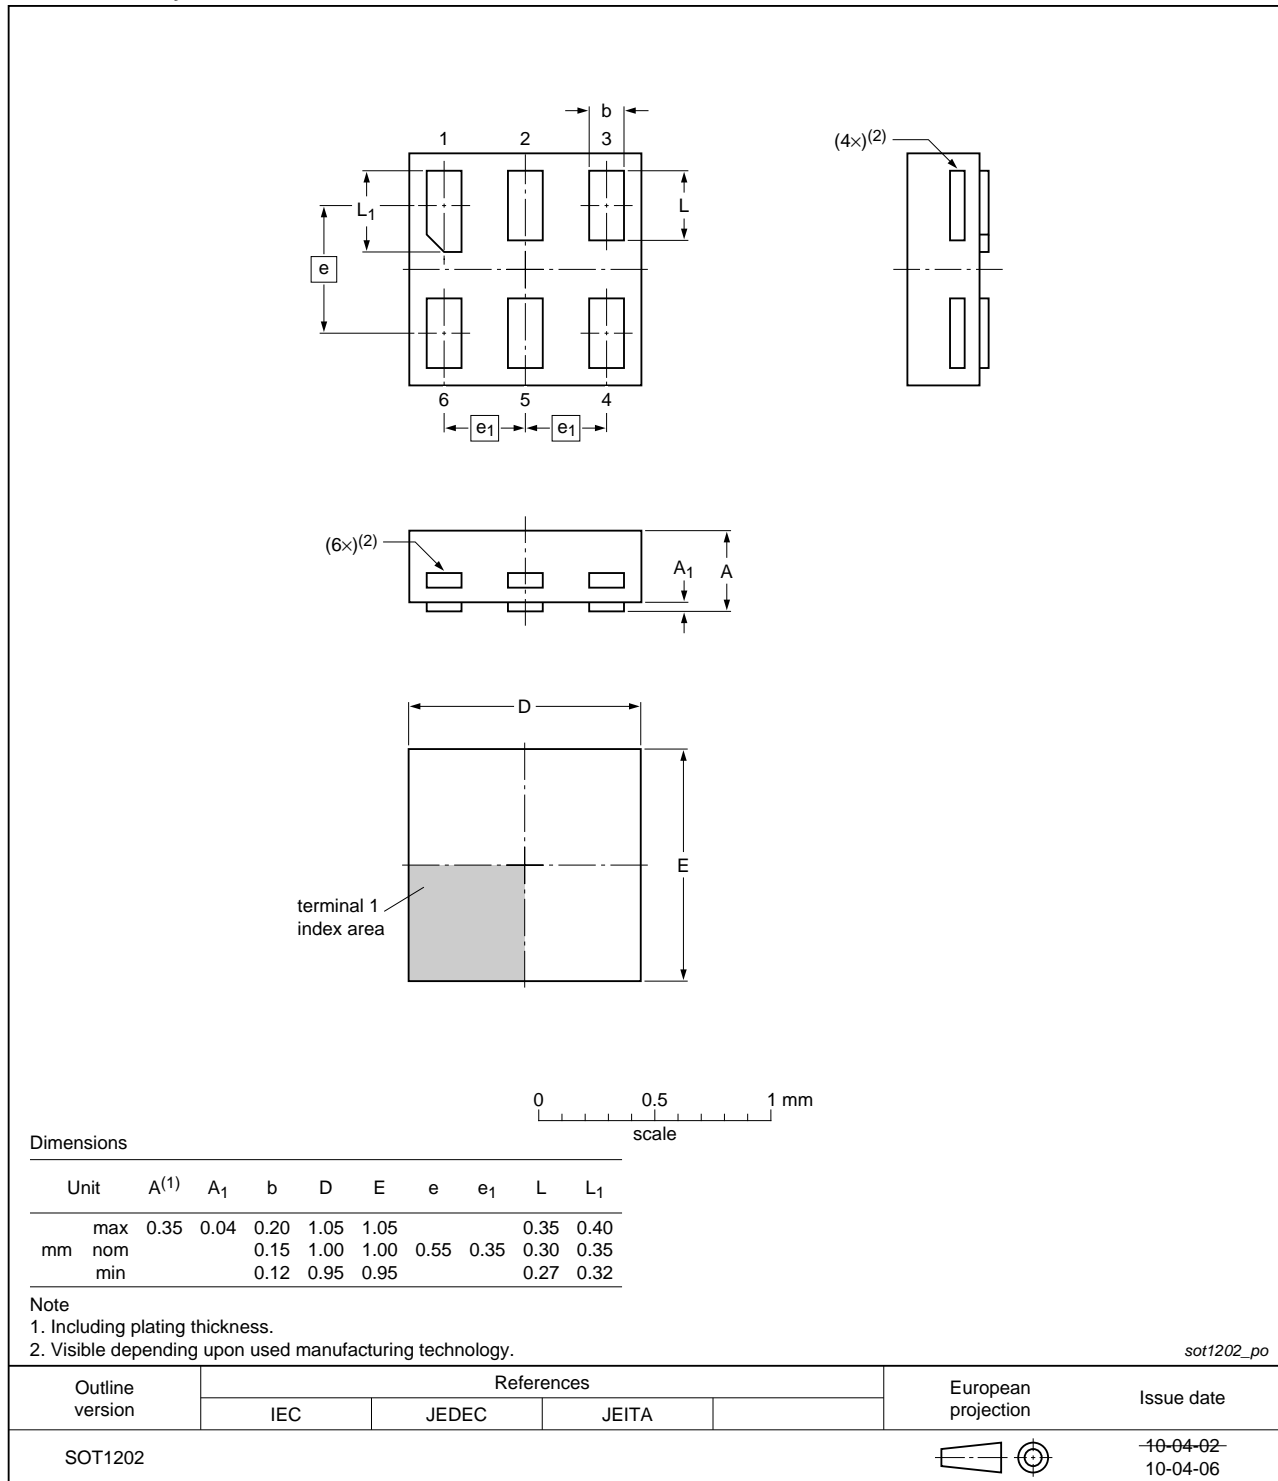 b
1 2 3
(4×)(2)
L1
L
e
6 5 4
e1 e1
(6×)(2)
A1 A
D
E
terminal 1
index area
0 0.5 1 mm
scale
Dimensions
Unit A(1) A1 b D E e e1 L L1
max 0.35 0.04 0.20 1.05 1.05 0.35 0.40
mm nom 0.15 1.00 1.00 0.55 0.35 0.30 0.35
min 0.12 0.95 0.95 0.27 0.32
Note
1. Including plating thickness.
2. Visible depending upon used manufacturing technology.
sot1202_po
Outline version References European projection Issue date
IEC JEDEC JEITA
SOT1202
10-04-02
10-04-06